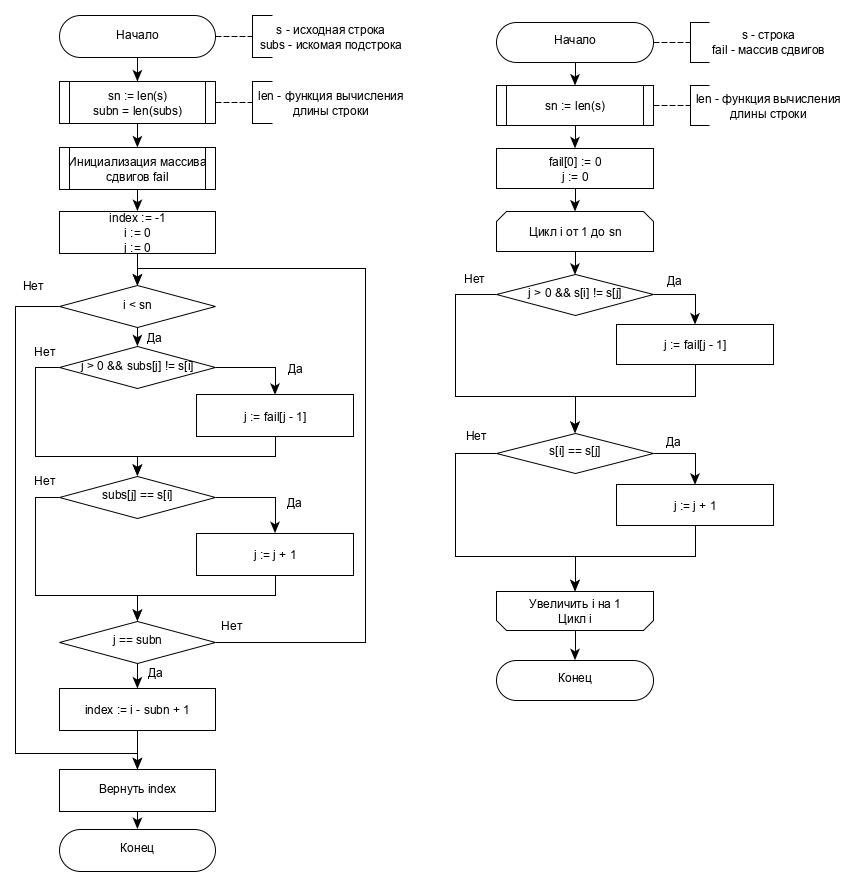 Начало
s - исходная строка
subs - искомая подстрока
sn := len(s)
subn = len(subs)
len - функция вычисления
длины строки
Инициализация массива
сдвигов fail
index := -1
i := 0
j := 0
Нет
i < sn
Да
Нет
j > 0 && subs[j] != s[i]
Да
j := fail[j - 1]
Нет
subs[j] == s[i]
Да
j := j + 1
j == subn
Нет
Да
index := i - subn + 1
Вернуть index
Конец
Начало
s - строка
fail - массив сдвигов
sn := len(s)
len - функция вычисления
длины строки
fail[0] := 0
j := 0
Цикл i от 1 до sn
Нет
j > 0 && s[i] != s[j]
Да
j := fail[j - 1]
Нет
s[i] == s[j]
Да
j := j + 1
Увеличить i на 1
Цикл i
Конец